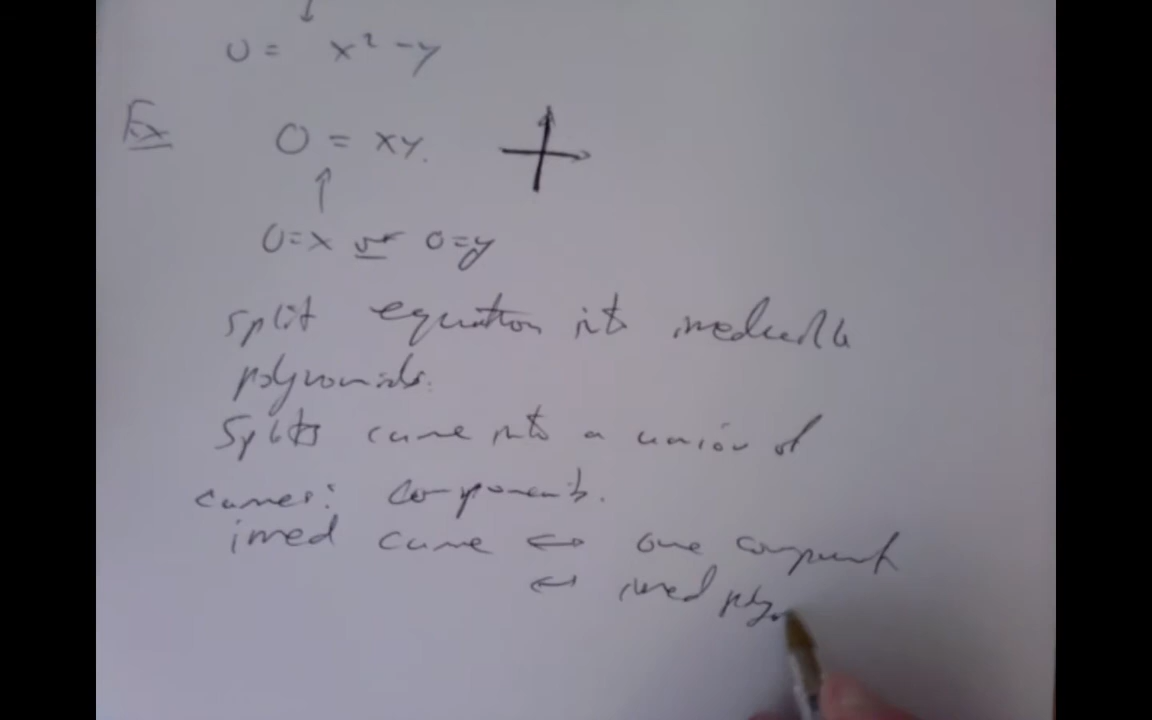 0 = x² - y
Ex 0 = xy.
0 = x or 0 = y
split equation into irreducible
polynomials.
Splits curve into a union of
curves: components.
irred curve ↔ one component
↔ irred poly